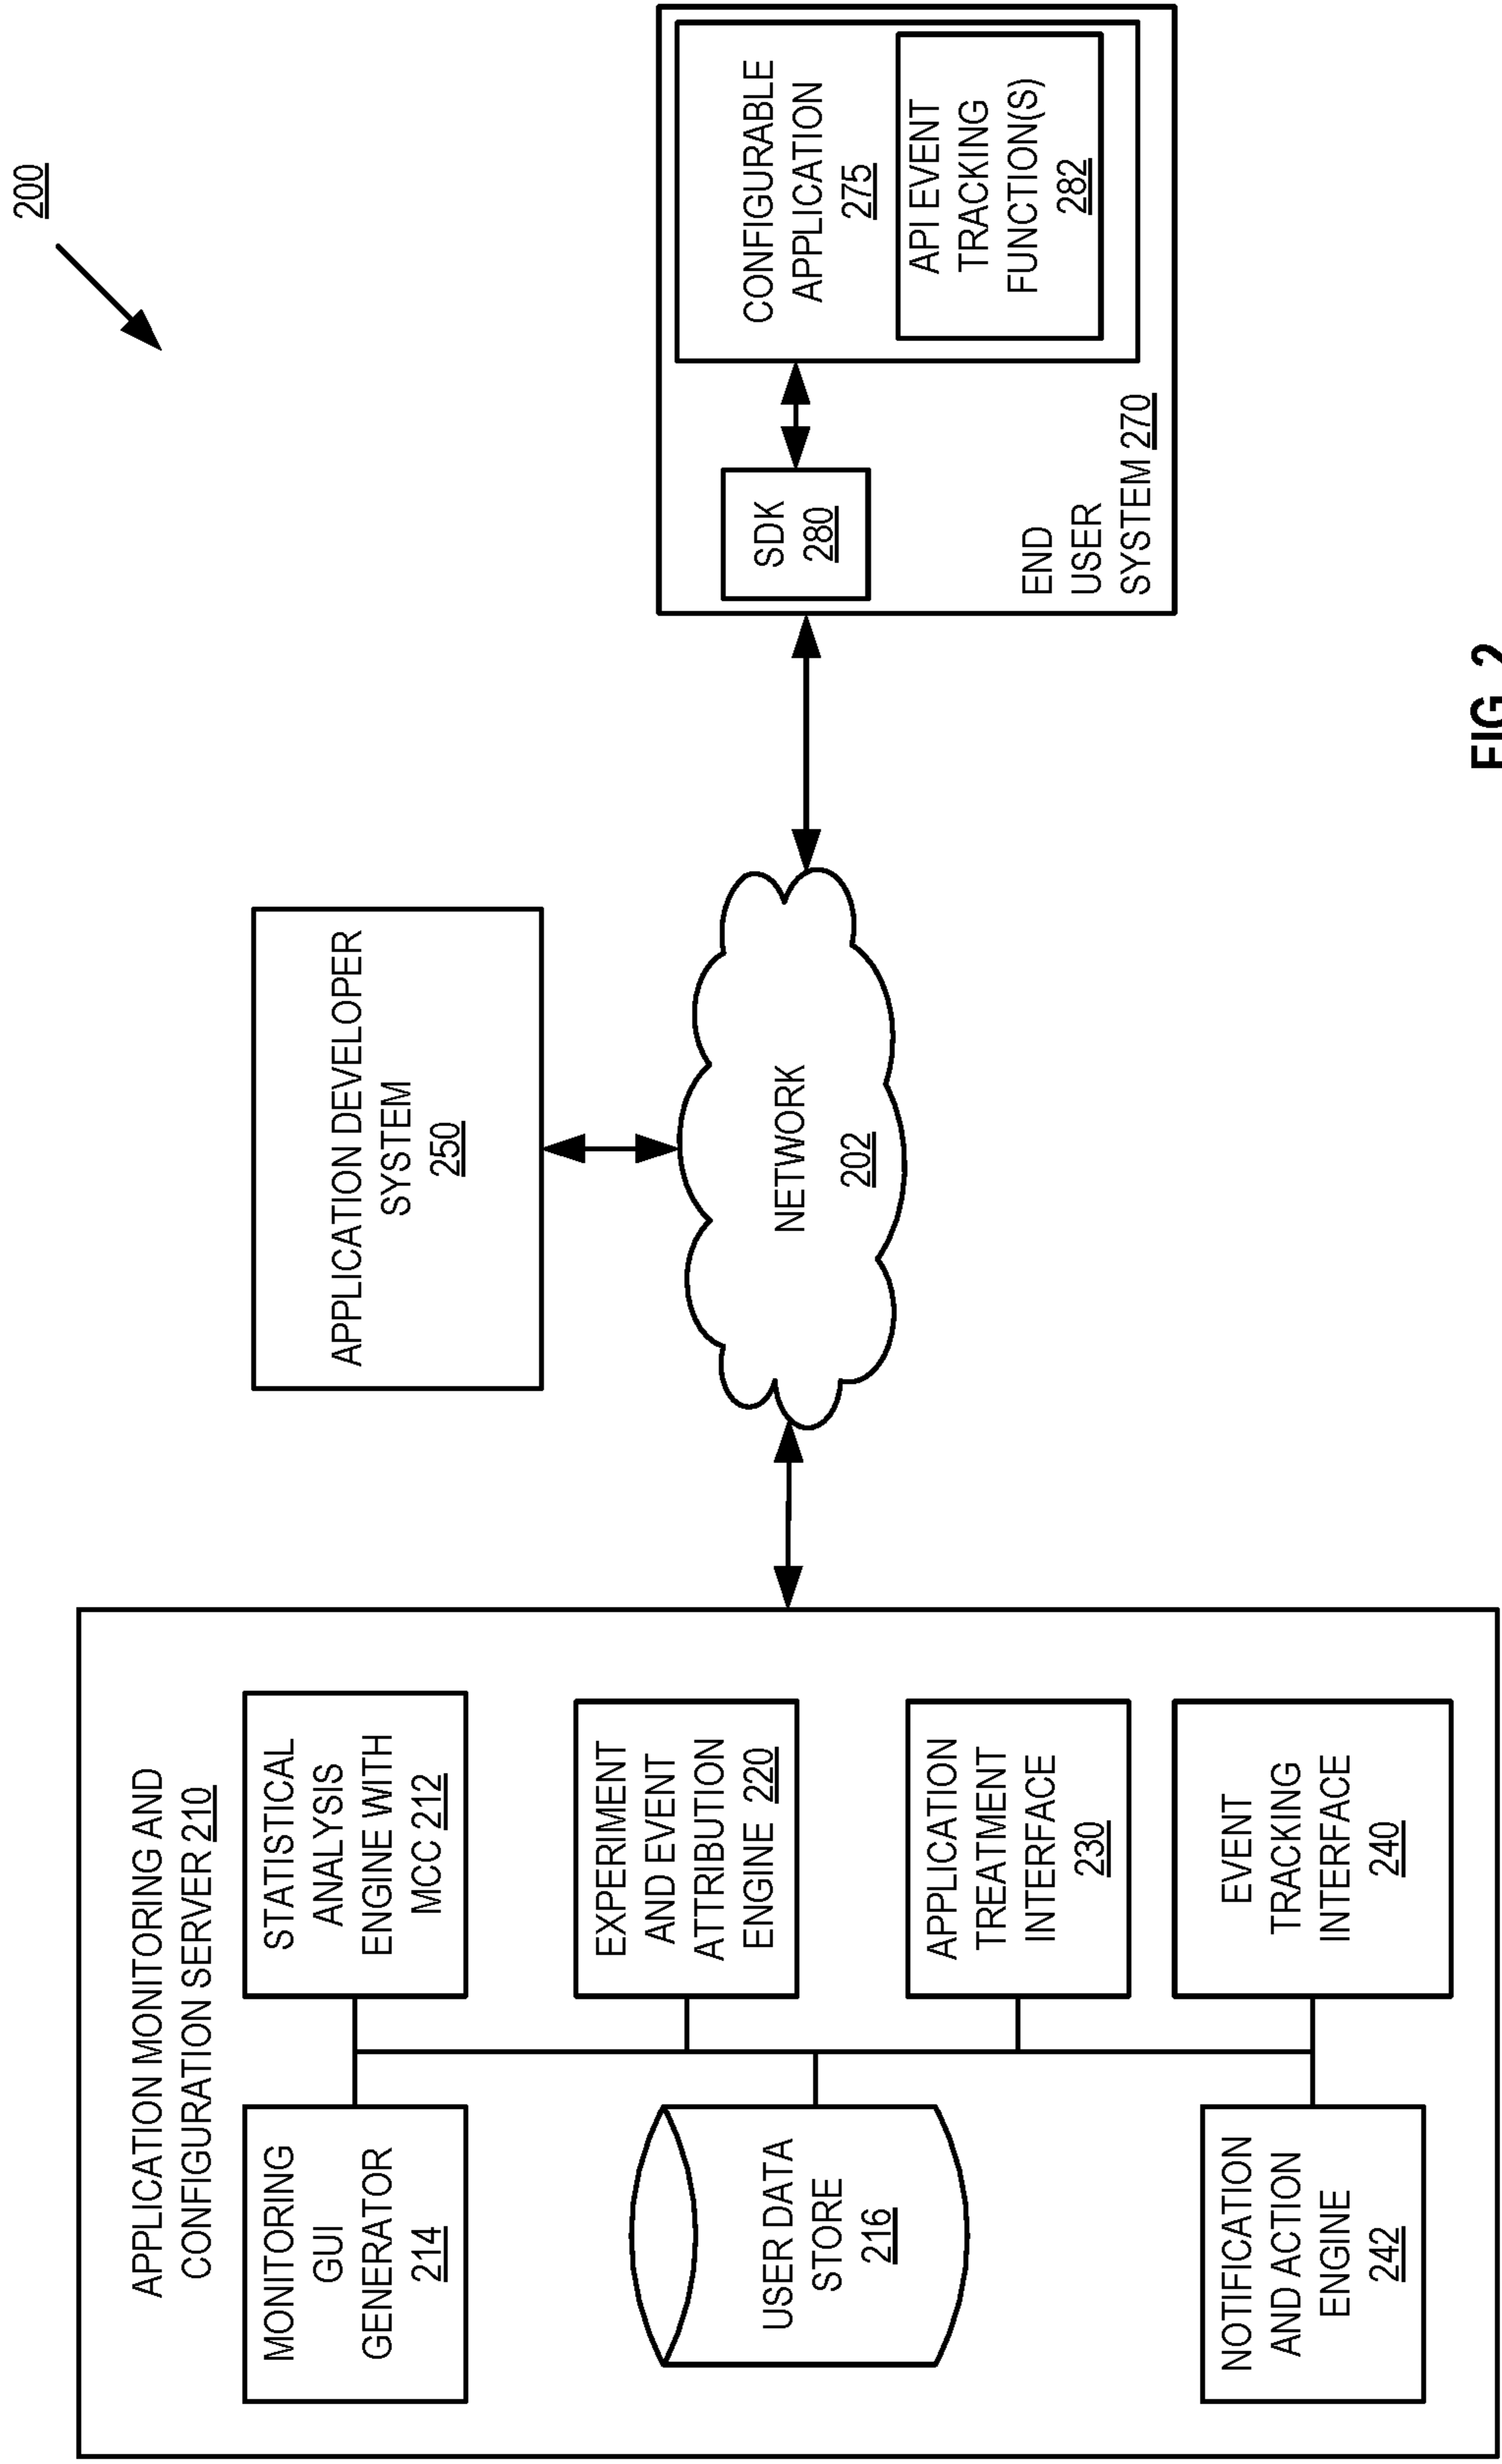 200
APPLICATION MONITORING AND
CONFIGURATION SERVER 210
MONITORING
GUI
GENERATOR
214
STATISTICAL
ANALYSIS
ENGINE WITH
MCC 212
USER DATA
STORE
216
EXPERIMENT
AND EVENT
ATTRIBUTION
ENGINE 220
APPLICATION
TREATMENT
INTERFACE
230
NOTIFICATION
AND ACTION
ENGINE
242
EVENT
TRACKING
INTERFACE
240
APPLICATION DEVELOPER
SYSTEM
250
NETWORK
202
SDK
280
CONFIGURABLE
APPLICATION
275
API EVENT
TRACKING
FUNCTION(S)
282
END
USER
SYSTEM 270
FIG. 2